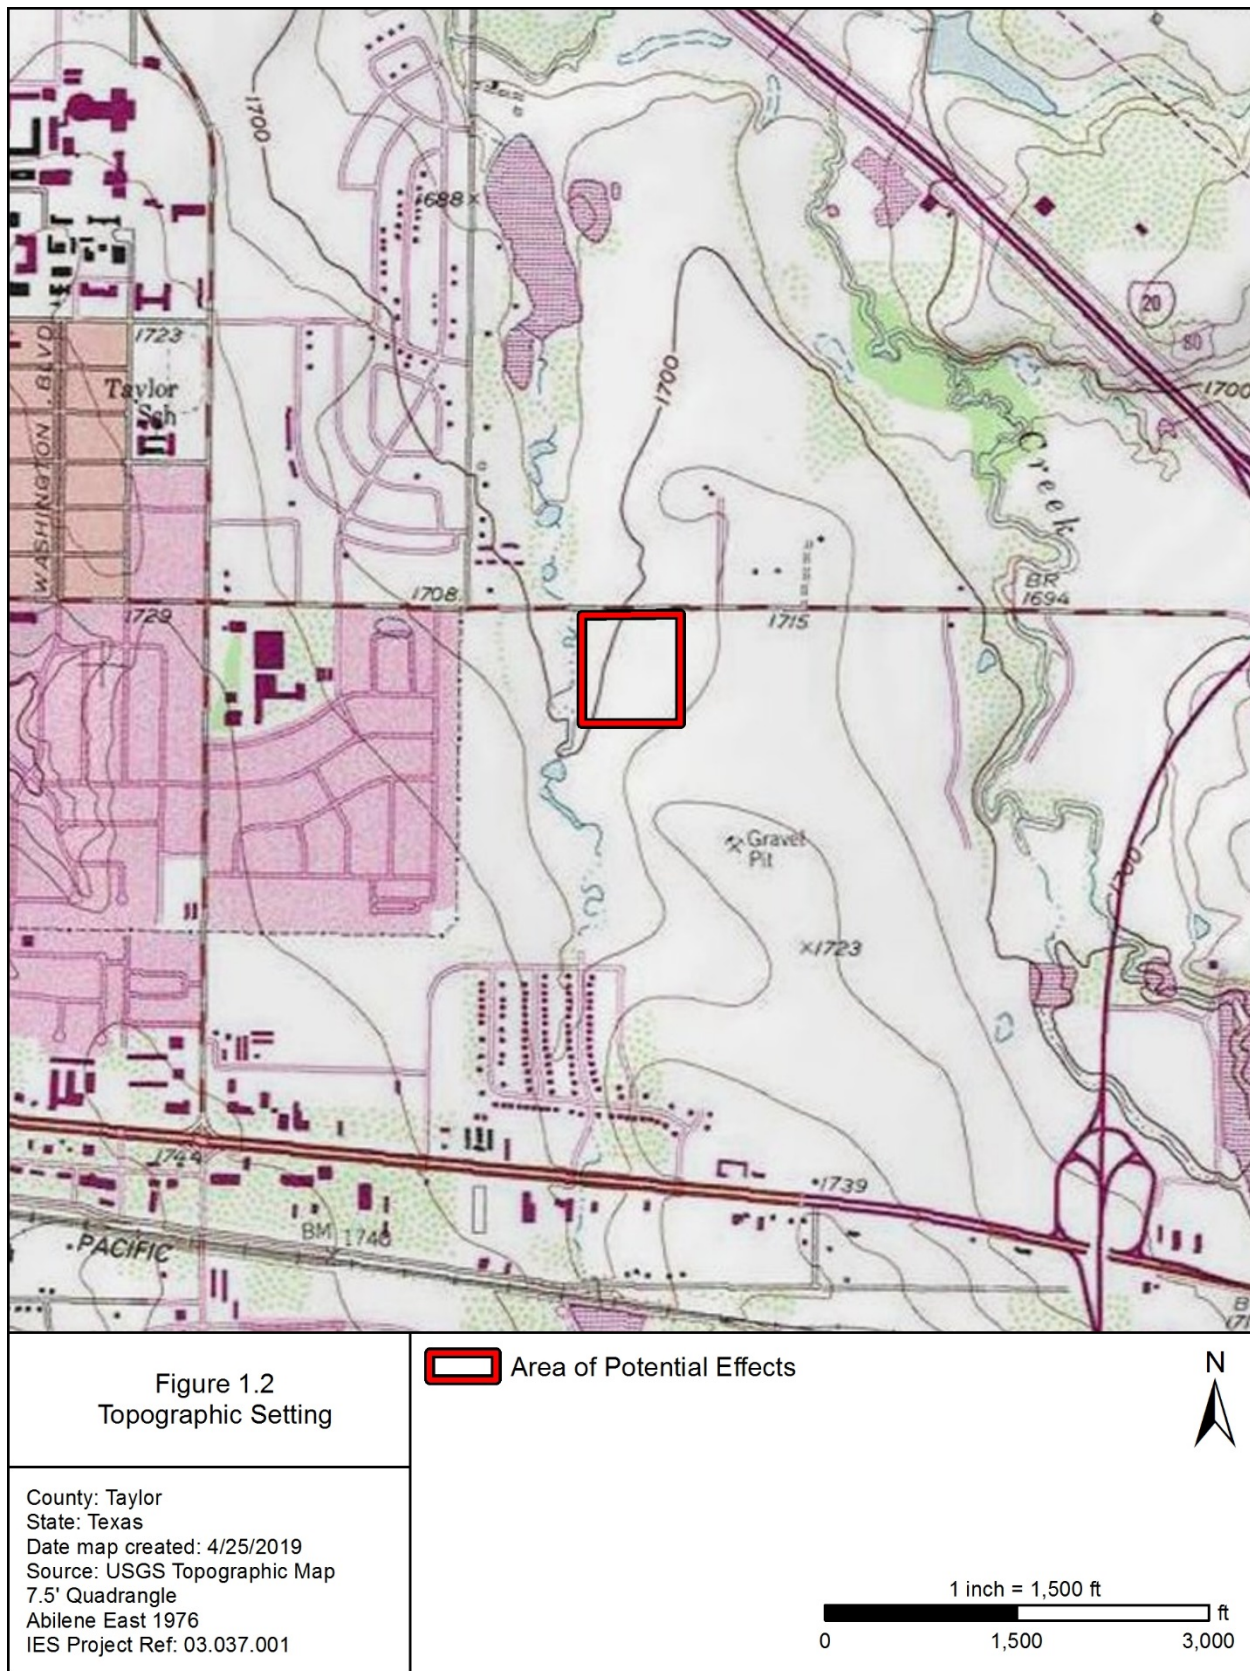 1700
688
20
80
1723
Taylor
Sch
WASHINGTON BLVD
1700
1700
Creek
BR
1694
1708
1729
1715
Gravel
Pit
1700
1723
1744
1739
BM 1746
PACIFIC
Figure 1.2
Topographic Setting
Area of Potential Effects
N
County: Taylor
State: Texas
Date map created: 4/25/2019
Source: USGS Topographic Map
7.5' Quadrangle
Abilene East 1976
IES Project Ref: 03.037.001
1 inch = 1,500 ft
ft
0 1,500 3,000